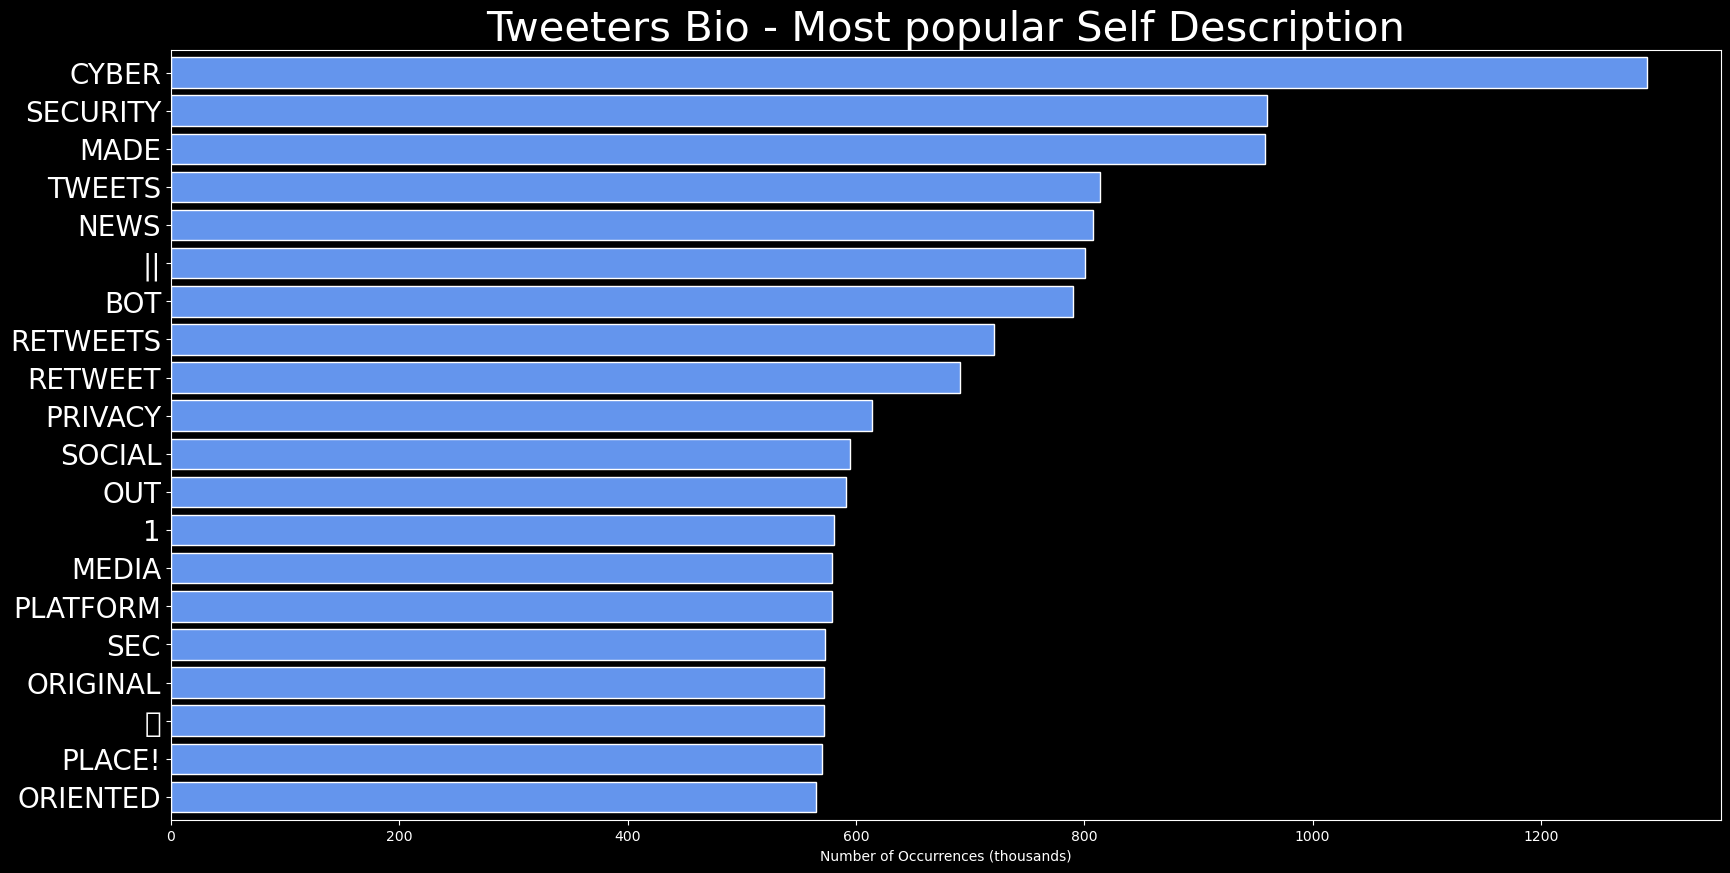 Tweeters Bio - Most popular Self Description
CYBER
SECURITY
MADE
TWEETS
NEWS
||
BOT
RETWEETS
RETWEET
PRIVACY
SOCIAL
OUT
1
MEDIA
PLATFORM
SEC
ORIGINAL
PLACE!
ORIENTED
0 200 400 600 800 1000 1200
Number of Occurrences (thousands)